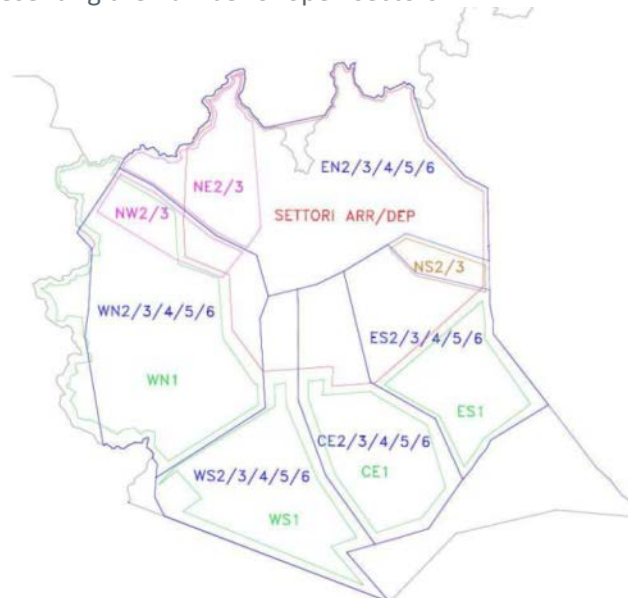 EN2/3/4/5/6
NE2/3
NW2/3
SETTORI ARR/DEP
NS2/3
WN2/3/4/5/6
ES2/3/4/5/6
WN1
ES1
CE2/3/4/5/6
CE1
WS2/3/4/5/6
WS1